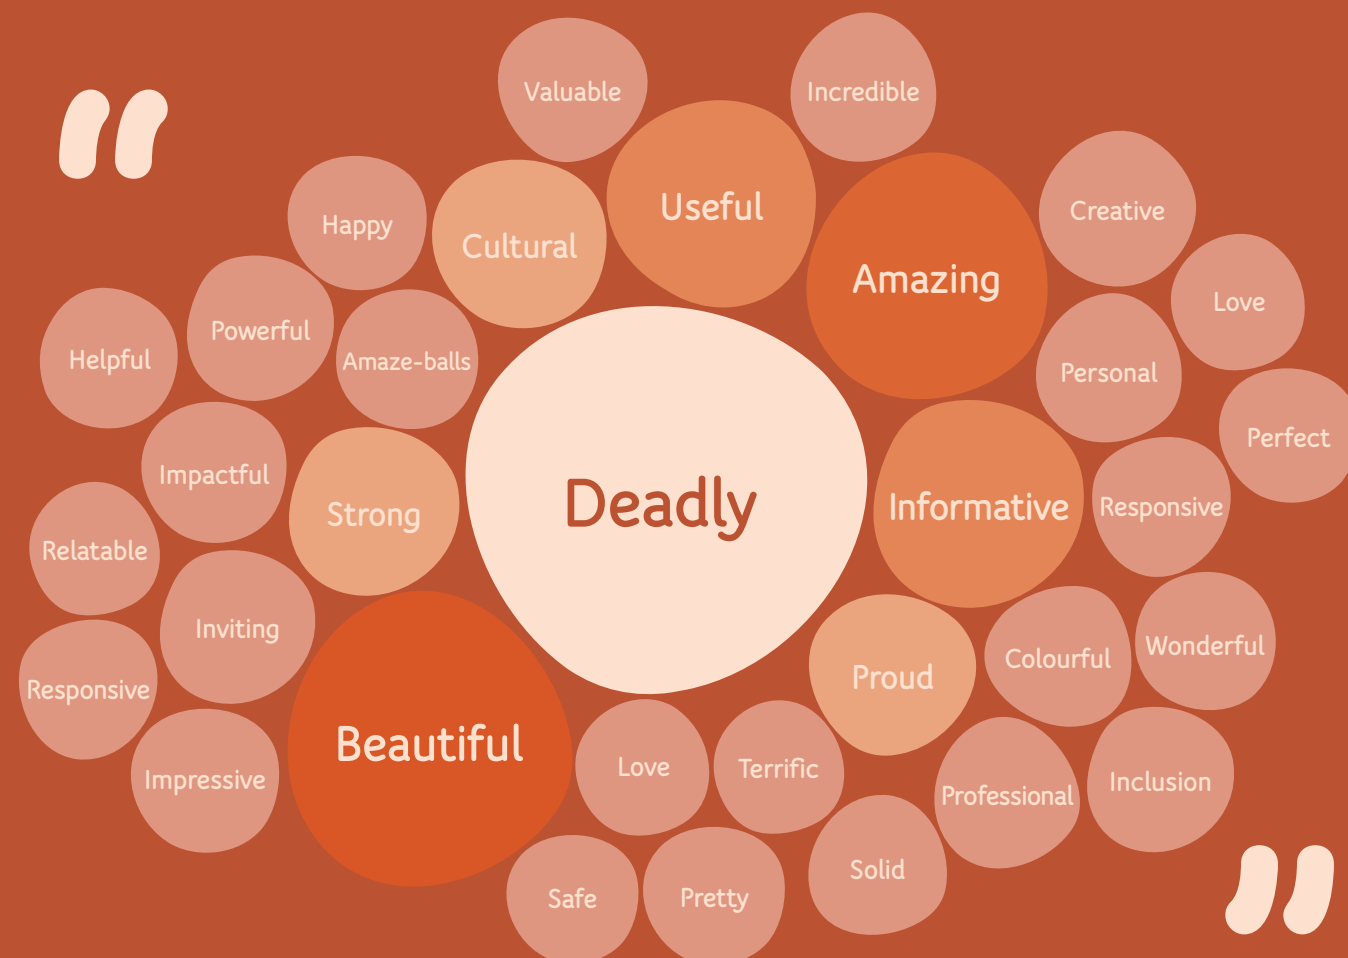 “
Valuable
Incredible
Useful
Happy
Cultural
Amazing
Creative
Love
Powerful
Helpful
Amaze-balls
Personal
Perfect
Impactful
Strong
Deadly
Informative
Responsive
Relatable
Inviting
Responsive
Proud
Colourful
Wonderful
Beautiful
Impressive
Love
Terrific
Professional
Inclusion
Solid
Safe
Pretty
”